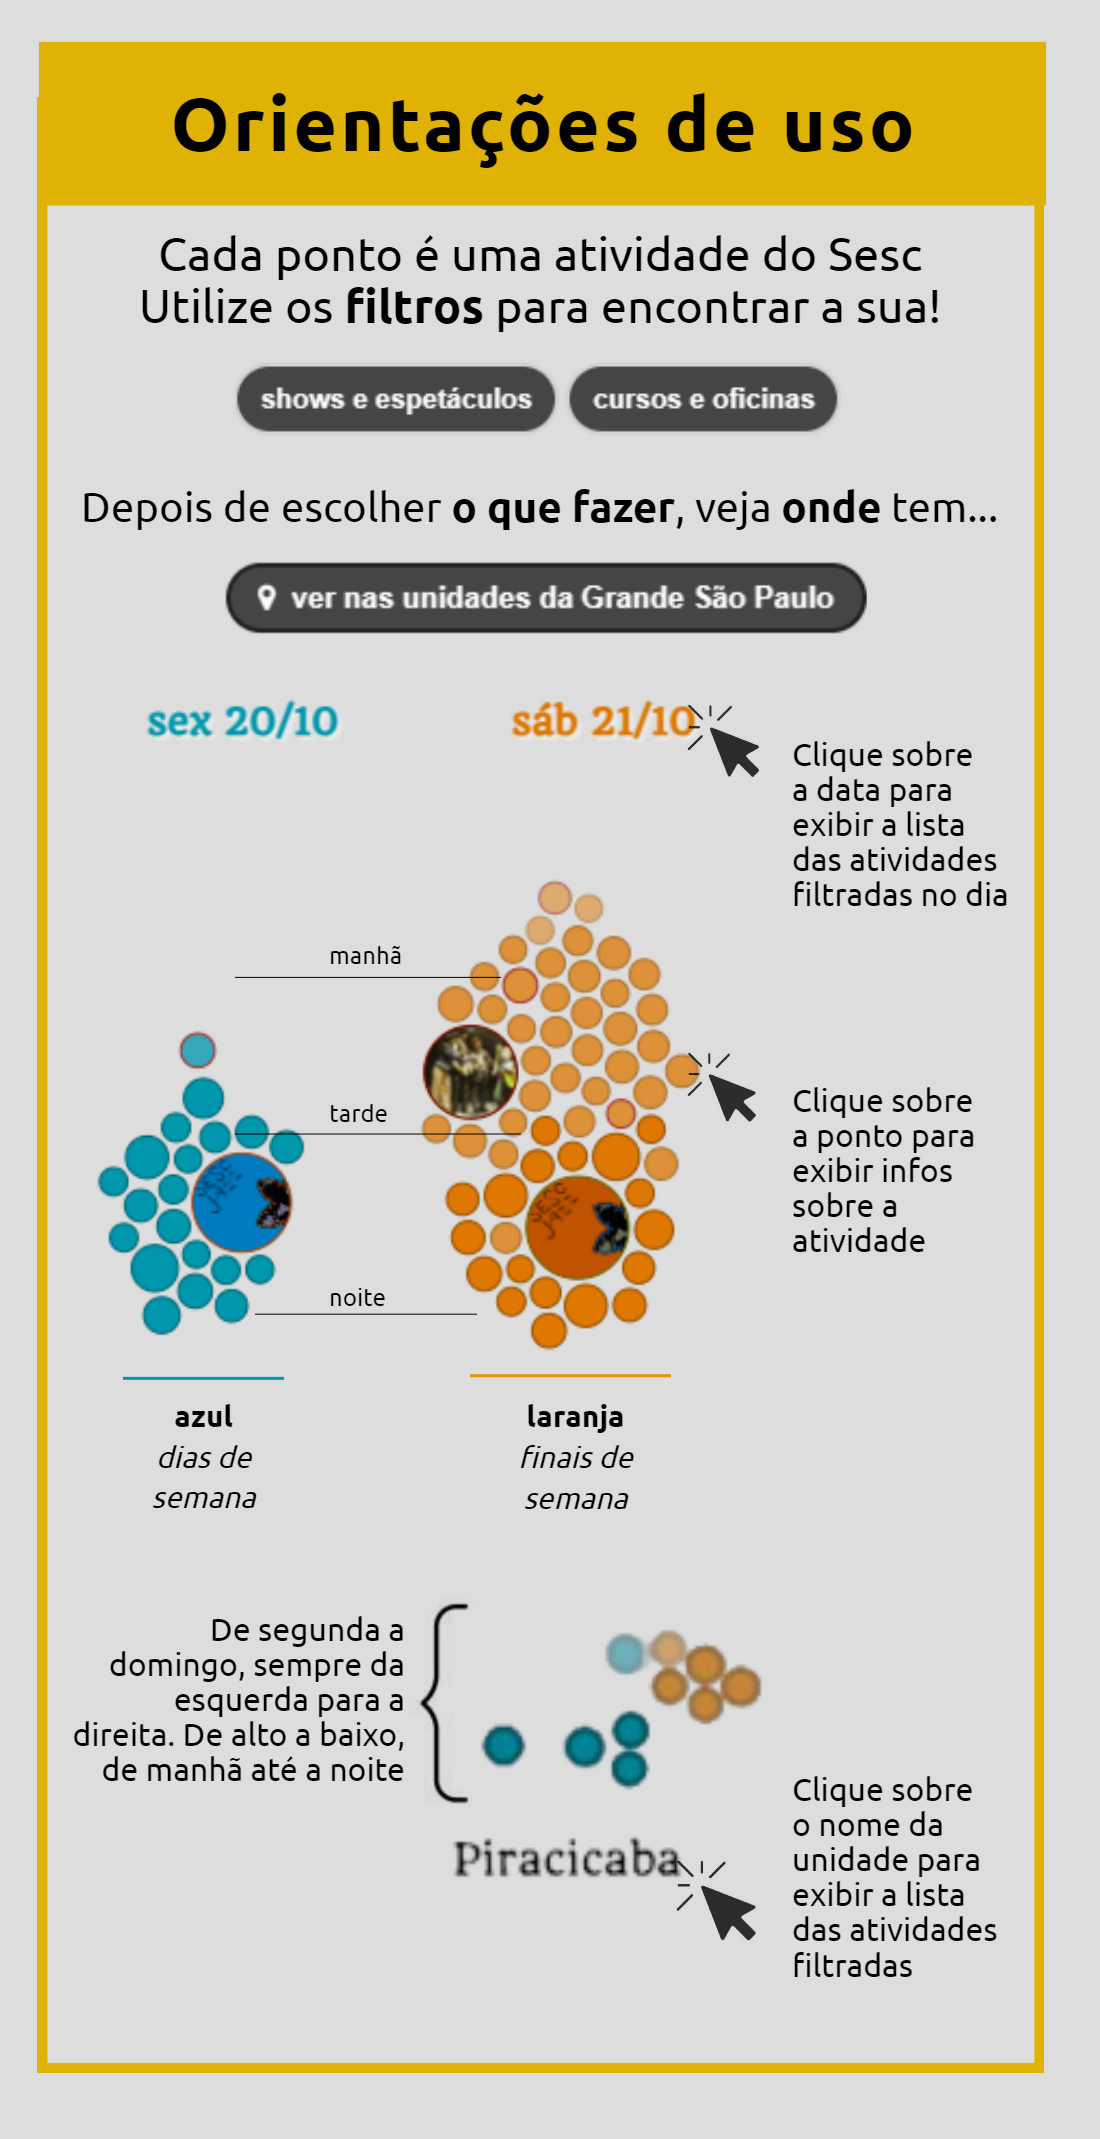 Orientações de uso
Cada ponto é uma atividade do Sesc
Utilize os filtros para encontrar a sua!
shows e espetáculos
cursos e oficinas
Depois de escolher o que fazer, veja onde tem...
ver nas unidades da Grande São Paulo
sex 20/10
sáb 21/10
Clique sobre
a data para
exibir a lista
das atividades
filtradas no dia
manhã
tarde
noite
Clique sobre
a ponto para
exibir infos
sobre a
atividade
azul
dias de
semana
laranja
finais de
semana
De segunda a
domingo, sempre da
esquerda para a
direita. De alto a baixo,
de manhã até a noite
Piracicaba
Clique sobre
o nome da
unidade para
exibir a lista
das atividades
filtradas